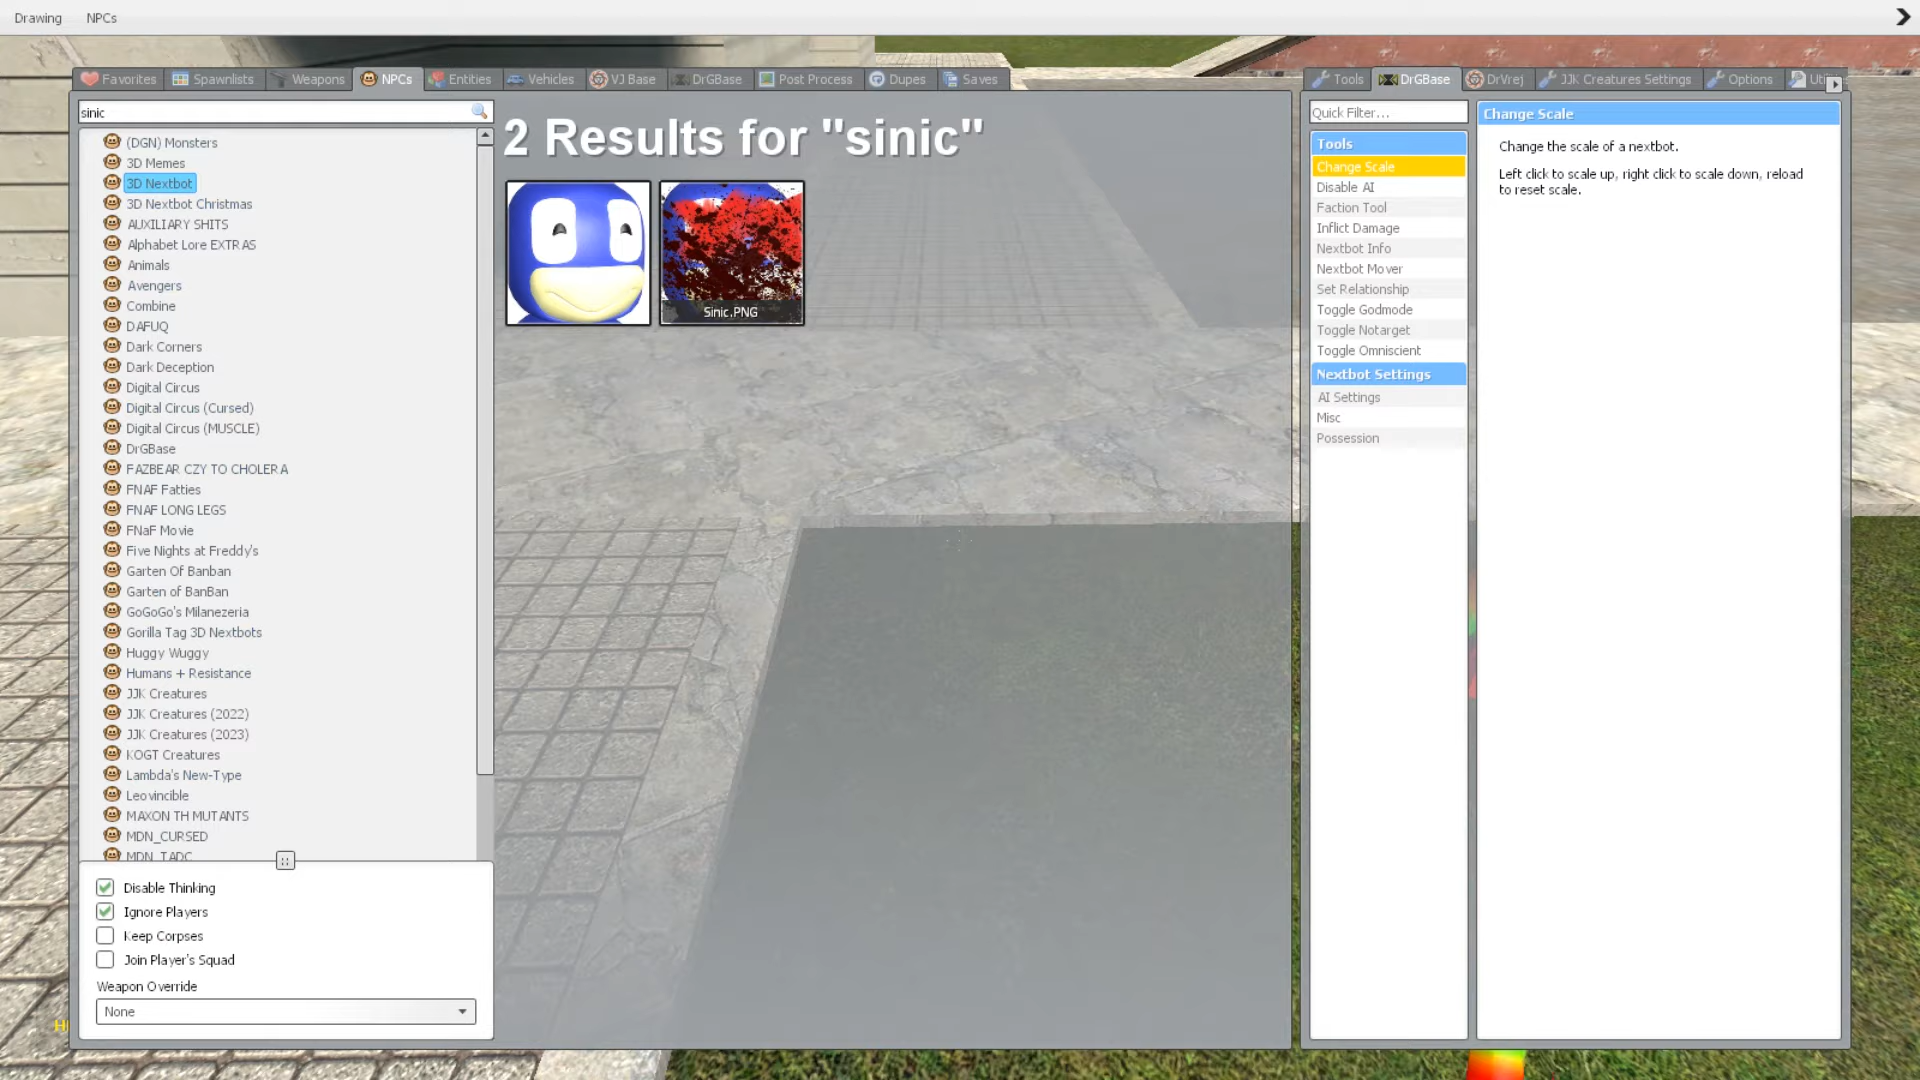 Drawing NPCs
Favorites Spawnlists Weapons NPCs Entities Vehicles VJ Base DrGBase Post Process Dupes Saves
Tools DrGBase DrVrej JJK Creatures Settings Options
sinic
(DGN) Monsters
3D Memes
3D Nextbot
3D Nextbot Christmas
AUXILIARY SHITS
Alphabet Lore EXTRAS
Animals
Avengers
Combine
DAFUQ
Dark Corners
Dark Deception
Digital Circus
Digital Circus (Cursed)
Digital Circus (MUSCLE)
DrGBase
FAZBEAR CZY TO CHOLERA
FNAF Fatties
FNAF LONG LEGS
FNaF Movie
Five Nights at Freddy's
Garten Of Banban
Garten of BanBan
GoGoGo's Milanezeria
Gorilla Tag 3D Nextbots
Huggy Wuggy
Humans + Resistance
JJK Creatures
JJK Creatures (2022)
JJK Creatures (2023)
KOGT Creatures
Lambda's New-Type
Leovincible
MAXON TH MUTANTS
MDN_CURSED
MDN_TADC
Disable Thinking
Ignore Players
Keep Corpses
Join Player's Squad
Weapon Override
None
2 Results for "sinic"
Sinic.PNG
Quick Filter...
Tools
Change Scale
Disable AI
Faction Tool
Inflict Damage
Nextbot Info
Nextbot Mover
Set Relationship
Toggle Godmode
Toggle Notarget
Toggle Omniscient
Nextbot Settings
AI Settings
Misc
Possession
Change Scale
Change the scale of a nextbot.
Left click to scale up, right click to scale down, reload
to reset scale.